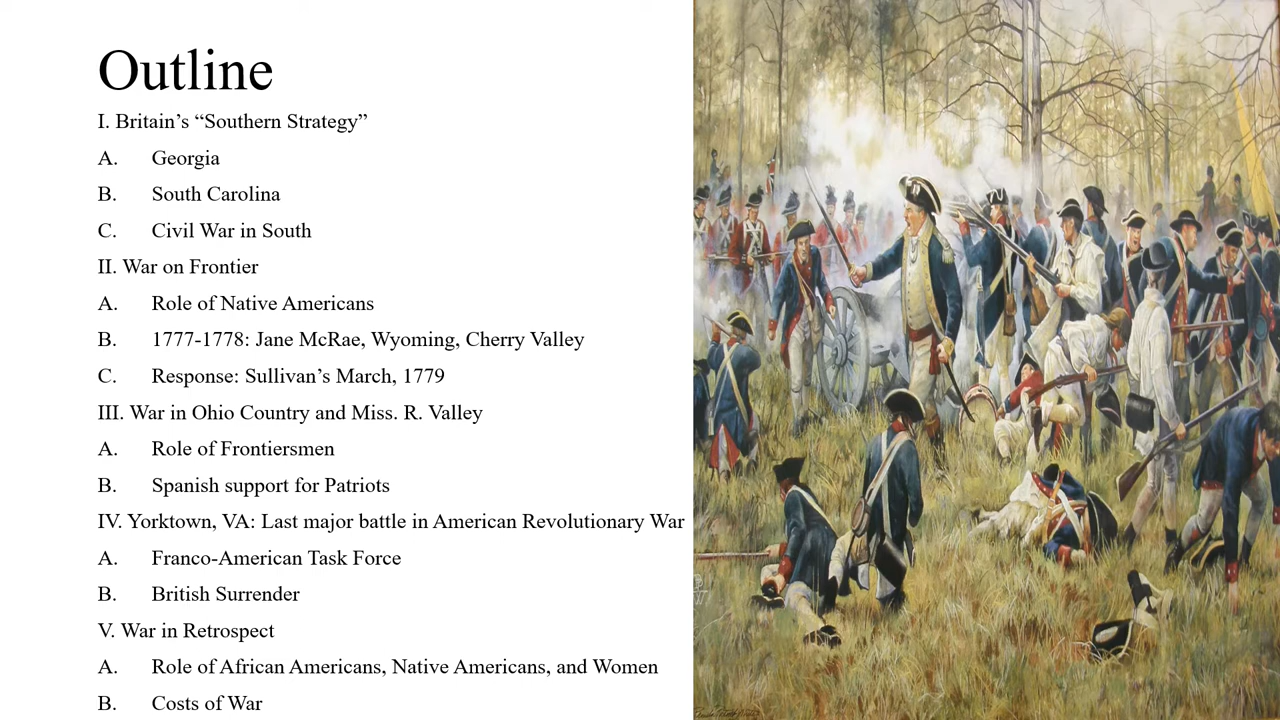 Outline
I. Britain’s “Southern Strategy”
A. Georgia
B. South Carolina
C. Civil War in South
II. War on Frontier
A. Role of Native Americans
B. 1777-1778: Jane McRae, Wyoming, Cherry Valley
C. Response: Sullivan’s March, 1779
III. War in Ohio Country and Miss. R. Valley
A. Role of Frontiersmen
B. Spanish support for Patriots
IV. Yorktown, VA: Last major battle in American Revolutionary War
A. Franco-American Task Force
B. British Surrender
V. War in Retrospect
A. Role of African Americans, Native Americans, and Women
B. Costs of War